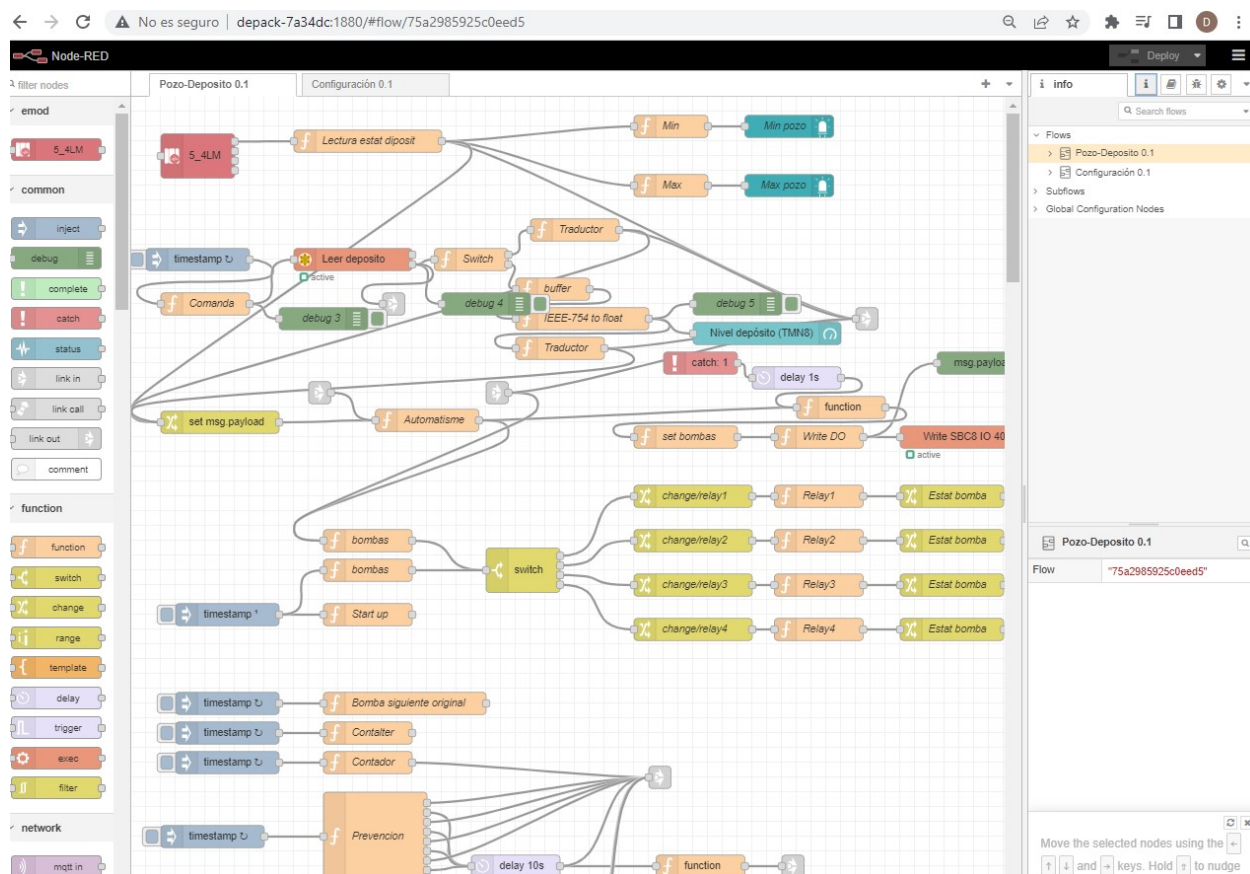 No es seguro | depack-7a34dc:1880/#flow/75a2985925c0eed5
D
Node-RED
Deploy
filter nodes
emod
5_4LM
common
inject
debug
complete
catch
status
link in
link call
link out
comment
function
function
switch
change
range
template
delay
trigger
exec
filter
network
mqtt in
Pozo-Deposito 0.1
Configuración 0.1
5_4LM
Lectura estat diposit
Min
Min pozo
Max
Max pozo
timestamp ↻
Leer deposito
active
Switch
Traductor
Comanda
debug 3
debug 4
buffer
IEEE-754 to float
Traductor
debug 5
Nivel depósito (TMN8)
catch: 1
delay 1s
msg.payloa
function
set msg.payload
Automatisme
set bombas
Write DO
Write SBC8 IO 40
active
change/relay1
Relay1
Estat bomba
bombas
change/relay2
Relay2
Estat bomba
bombas
switch
change/relay3
Relay3
Estat bomba
timestamp ¹
Start up
change/relay4
Relay4
Estat bomba
timestamp ↻
Bomba siguiente original
timestamp ↻
Contalter
timestamp ↻
Contador
timestamp ↻
Prevencion
delay 10s
function
info
Search flows
Flows
Pozo-Deposito 0.1
Configuración 0.1
Subflows
Global Configuration Nodes
Pozo-Deposito 0.1
Flow
"75a2985925c0eed5"
Move the selected nodes using the ←
↑ ↓ and → keys. Hold ⇧ to nudge